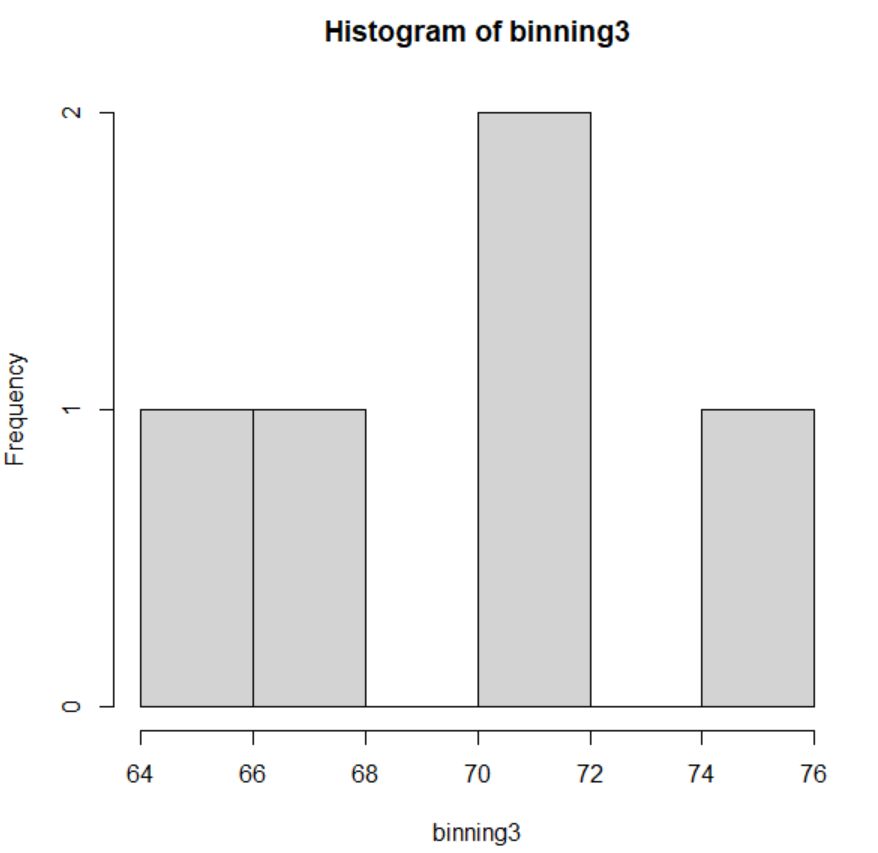 Histogram of binning3
2
1
0
Frequency
64 66 68 70 72 74 76
binning3